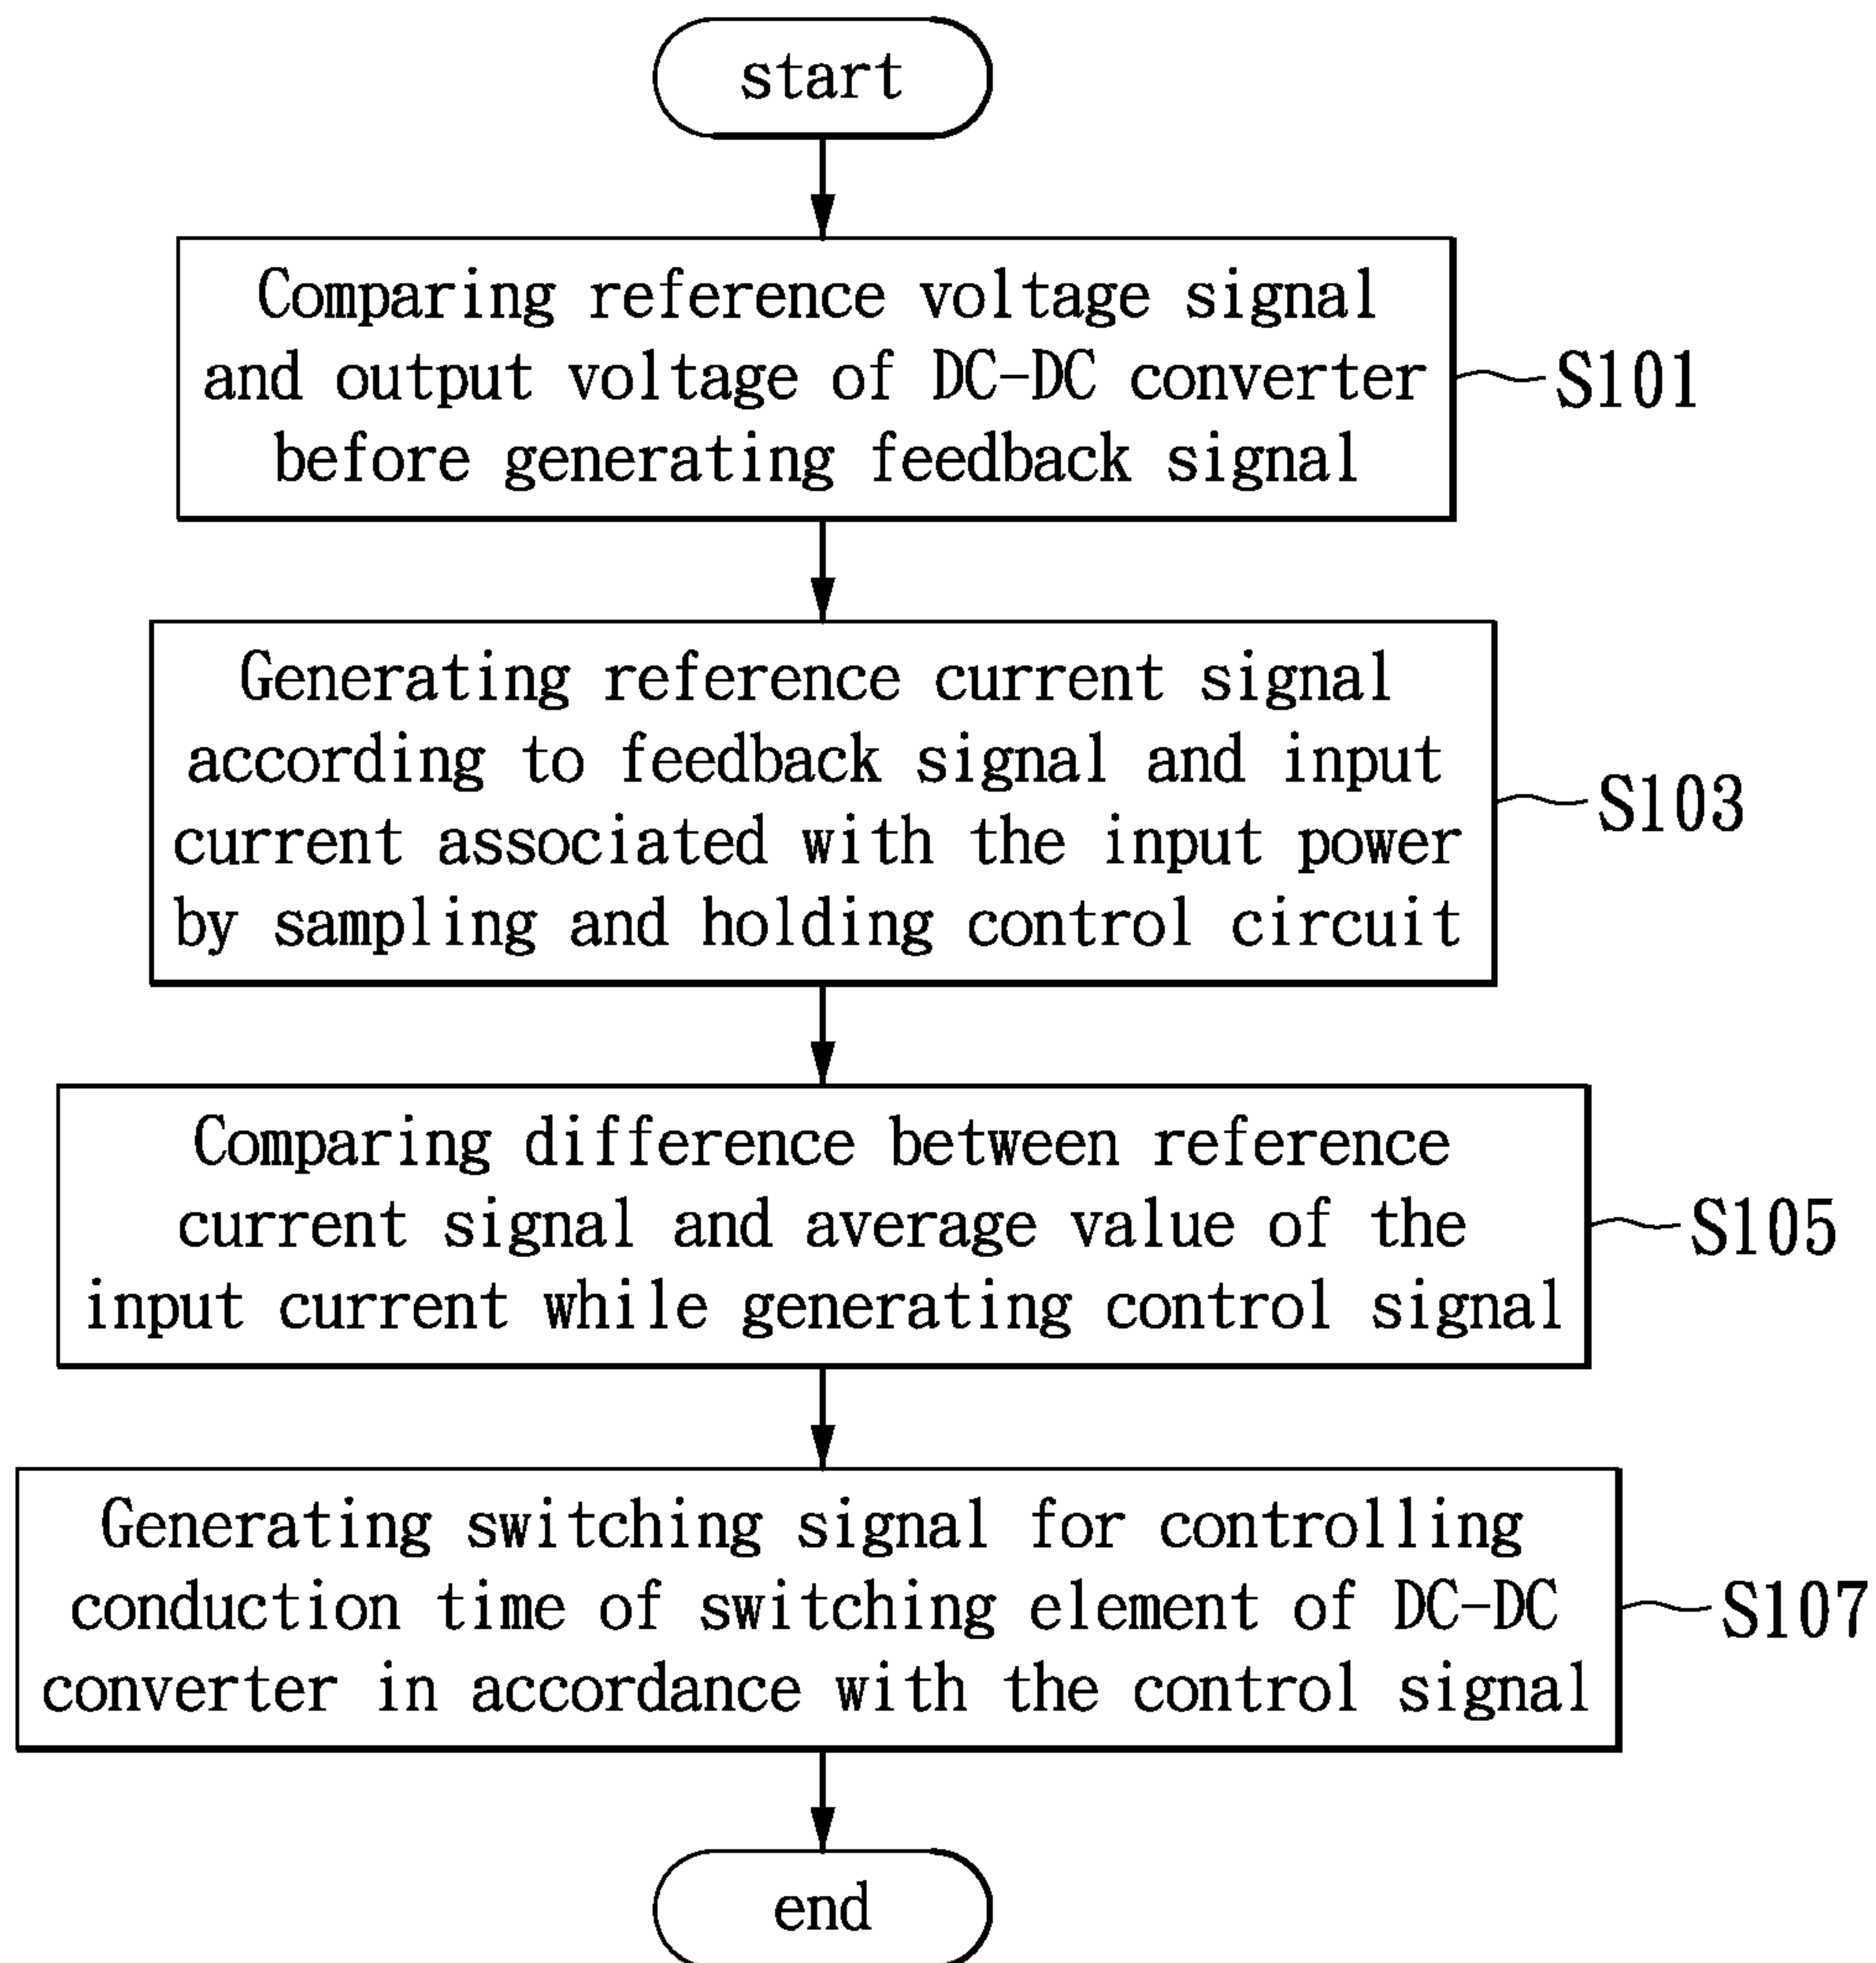 start
Comparing reference voltage signal
and output voltage of DC-DC converter
before generating feedback signal
S101
Generating reference current signal
according to feedback signal and input
current associated with the input power
by sampling and holding control circuit
S103
Comparing difference between reference
current signal and average value of the
input current while generating control signal
S105
Generating switching signal for controlling
conduction time of switching element of DC-DC
converter in accordance with the control signal
S107
end